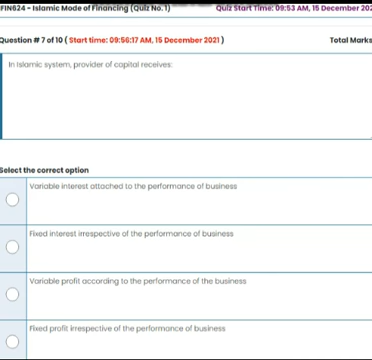 FIN624 - Islamic Mode of Financing (Quiz No. 1) Quiz Start Time: 09:53 AM, 15 December 202
Question # 7 of 10 ( Start time: 09:56:17 AM, 15 December 2021 ) Total Marks
In Islamic system, provider of capital receives:
Select the correct option
Variable interest attached to the performance of business
Fixed interest irrespective of the performance of business
Variable profit according to the performance of the business
Fixed profit irrespective of the performance of business